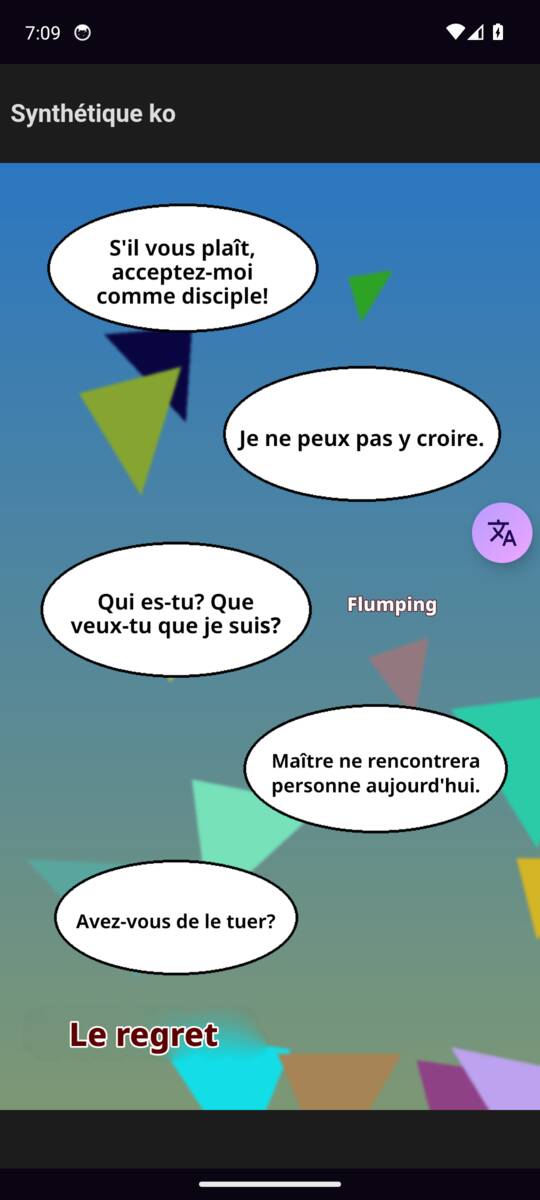 7:09
Synthétique ko
S'il vous plaît,
acceptez-moi
comme disciple!
Je ne peux pas y croire.
Qui es-tu? Que
veux-tu que je suis?
Flumping
Maître ne rencontrera
personne aujourd'hui.
Avez-vous de le tuer?
Le regret